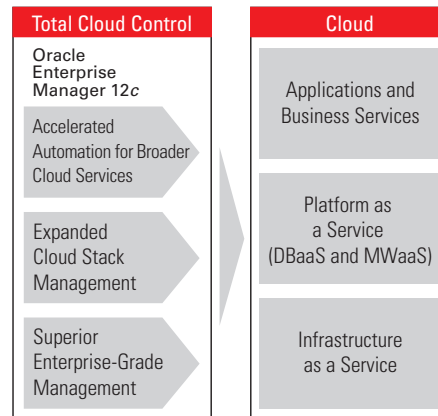 Total Cloud Control
Oracle
Enterprise
Manager 12c
Accelerated
Automation for Broader
Cloud Services
Expanded
Cloud Stack
Management
Superior
Enterprise-Grade
Management
Cloud
Applications and
Business Services
Platform as
a Service
(DBaaS and MWaaS)
Infrastructure
as a Service